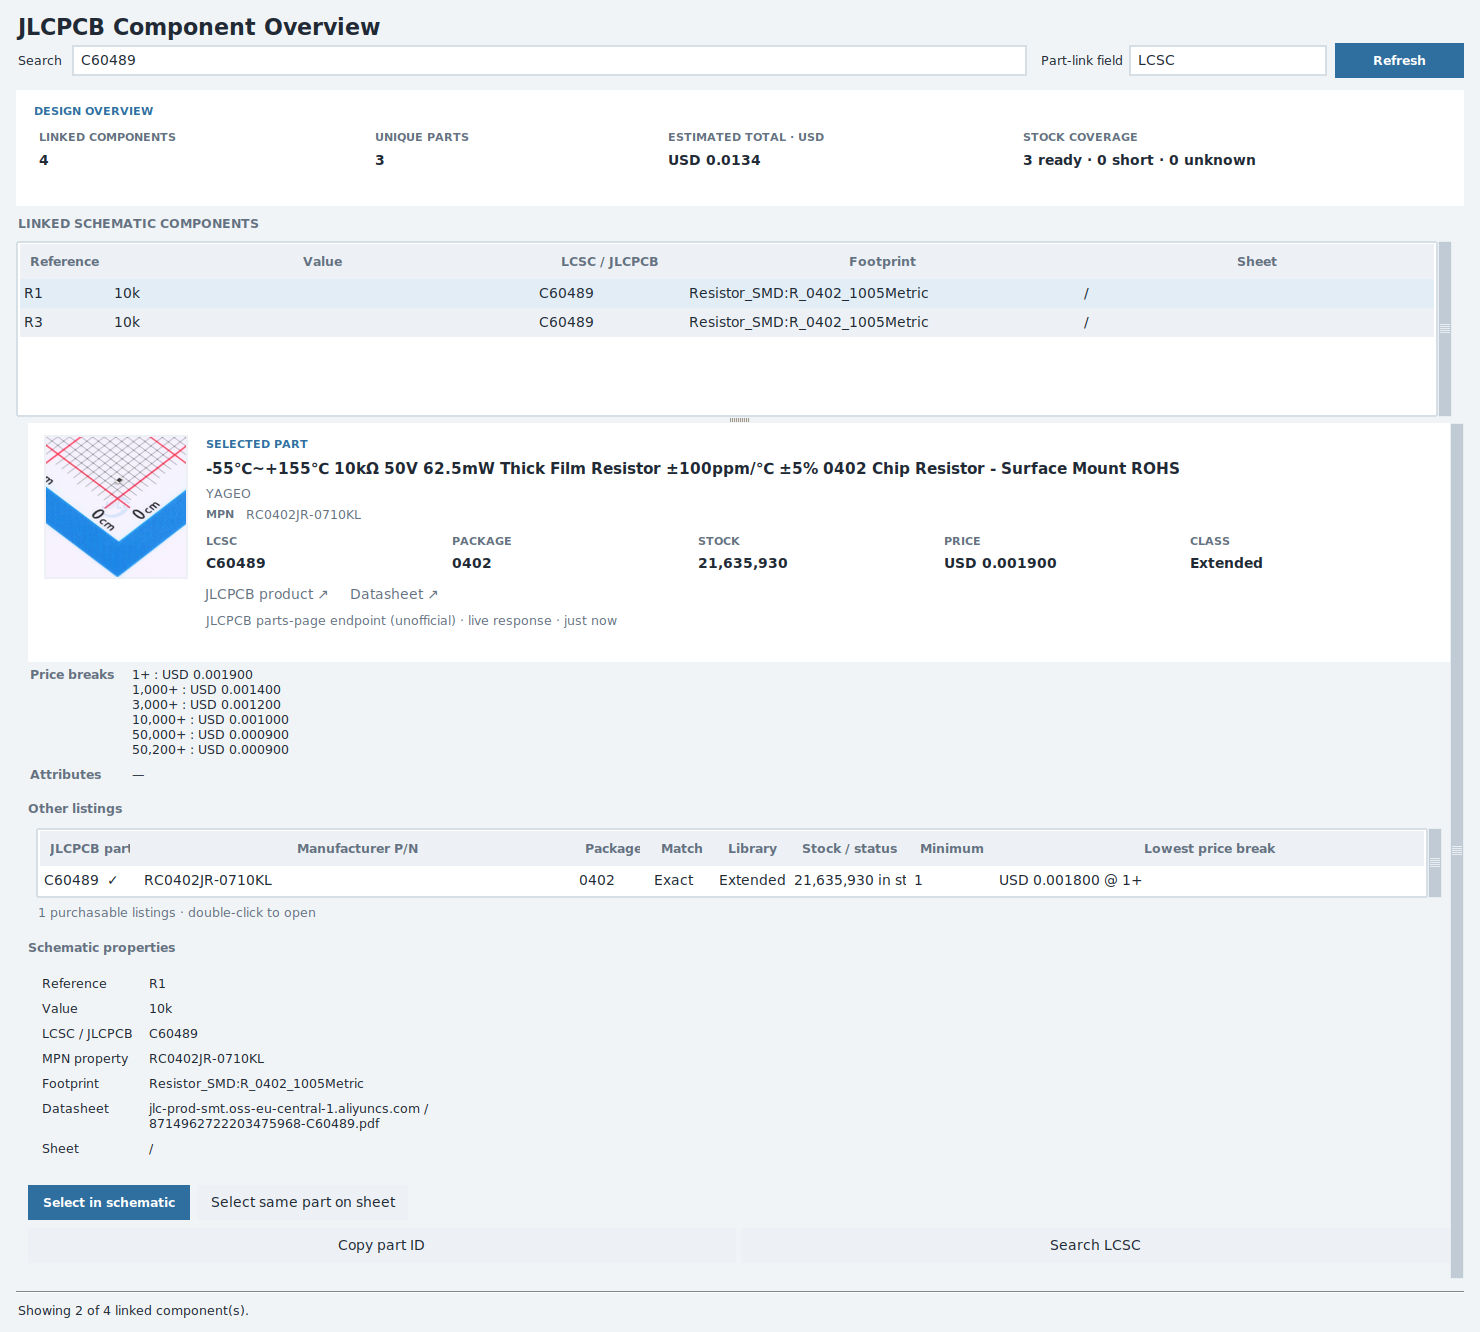 JLCPCB Component Overview
Search C60489 Part-link field LCSC Refresh
DESIGN OVERVIEW
LINKED COMPONENTS UNIQUE PARTS ESTIMATED TOTAL · USD STOCK COVERAGE
4 3 USD 0.0134 3 ready · 0 short · 0 unknown
LINKED SCHEMATIC COMPONENTS
Reference Value LCSC / JLCPCB Footprint Sheet
R1 10k C60489 Resistor_SMD:R_0402_1005Metric /
R3 10k C60489 Resistor_SMD:R_0402_1005Metric /
SELECTED PART
-55℃~+155℃ 10kΩ 50V 62.5mW Thick Film Resistor ±100ppm/℃ ±5% 0402 Chip Resistor - Surface Mount ROHS
YAGEO
MPN RC0402JR-0710KL
0cm 0cm
LCSC PACKAGE STOCK PRICE CLASS
C60489 0402 21,635,930 USD 0.001900 Extended
JLCPCB product ↗ Datasheet ↗
JLCPCB parts-page endpoint (unofficial) · live response · just now
Price breaks 1+ : USD 0.001900
1,000+ : USD 0.001400
3,000+ : USD 0.001200
10,000+ : USD 0.001000
50,000+ : USD 0.000900
50,200+ : USD 0.000900
Attributes —
Other listings
JLCPCB part Manufacturer P/N Package Match Library Stock / status Minimum Lowest price break
C60489 ✓ RC0402JR-0710KL 0402 Exact Extended 21,635,930 in st 1 USD 0.001800 @ 1+
1 purchasable listings · double-click to open
Schematic properties
Reference R1
Value 10k
LCSC / JLCPCB C60489
MPN property RC0402JR-0710KL
Footprint Resistor_SMD:R_0402_1005Metric
Datasheet jlc-prod-smt.oss-eu-central-1.aliyuncs.com /
8714962722203475968-C60489.pdf
Sheet /
Select in schematic Select same part on sheet
Copy part ID Search LCSC
Showing 2 of 4 linked component(s).